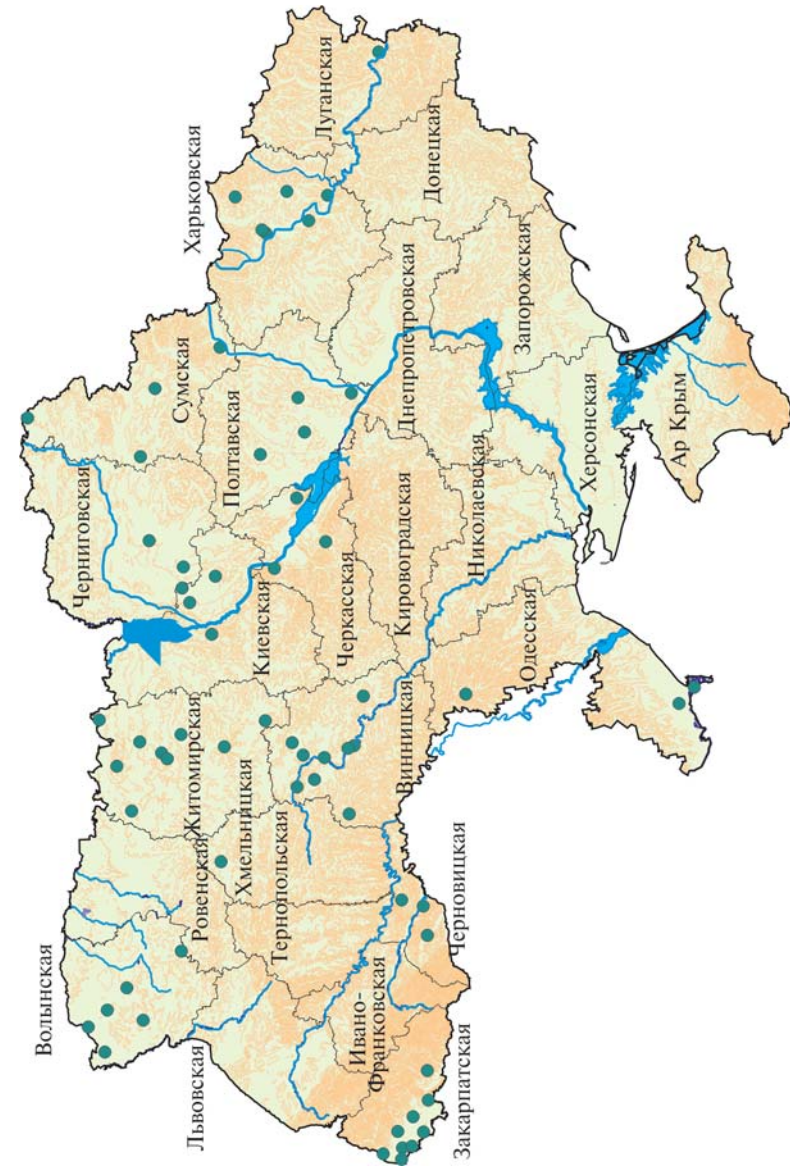 Волынская
Ровенская
Житомирская
Черниговская
Сумская
Харьковская
Луганская
Львовская
Тернопольская
Хмельницкая
Киевская
Полтавская
Закарпатская
Ивано-
Франковская
Черновицкая
Винницкая
Черкасская
Кировоградская
Днепропетровская
Донецкая
Одесская
Николаевская
Запорожская
Херсонская
Ар Крым